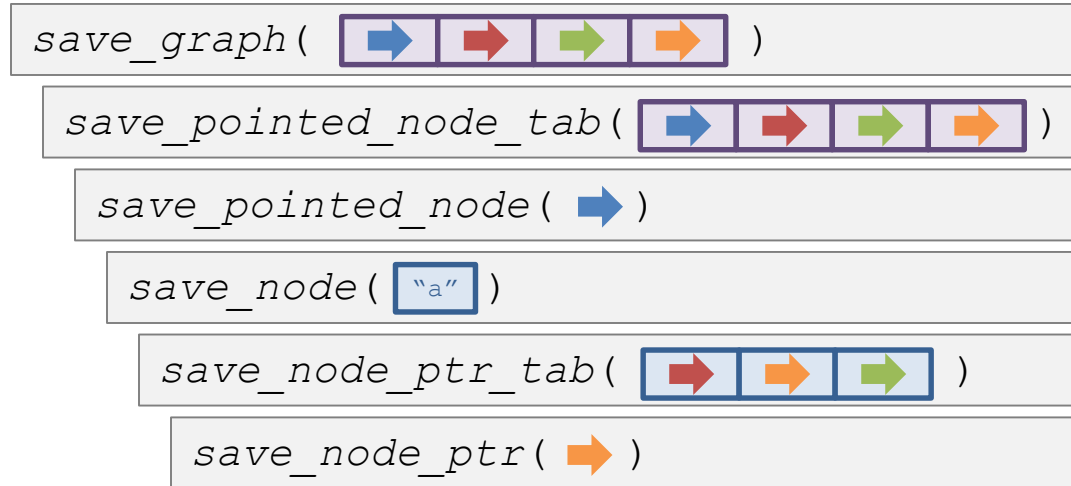 save_graph( )
save_pointed_node_tab( )
save_pointed_node( )
save_node( “a” )
save_node_ptr_tab( )
save_node_ptr( )